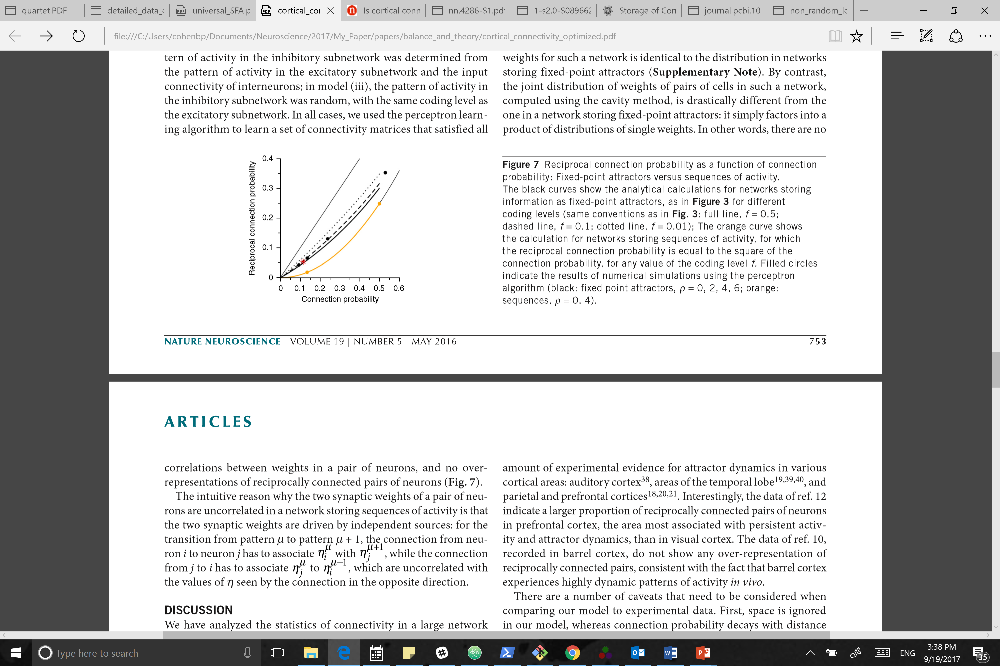 quartet.PDF
detailed_data_c
universal_SFA.p
cortical_cor
Is cortical conn
nn.4286-S1.pdf
1-s2.0-S089662
Storage of Cori
journal.pcbi.10
non_random_lc
file:///C:/Users/cohenbp/Documents/Neuroscience/2017/My_Paper/papers/balance_and_theory/cortical_connectivity_optimized.pdf
tern of activity in the inhibitory subnetwork was determined from
the pattern of activity in the excitatory subnetwork and the input
connectivity of interneurons; in model (iii), the pattern of activity in
the inhibitory subnetwork was random, with the same coding level as
the excitatory subnetwork. In all cases, we used the perceptron learn-
ing algorithm to learn a set of connectivity matrices that satisfied all
weights for such a network is identical to the distribution in networks
storing fixed-point attractors (Supplementary Note). By contrast,
the joint distribution of weights of pairs of cells in such a network,
computed using the cavity method, is drastically different from the
one in a network storing fixed-point attractors: it simply factors into a
product of distributions of single weights. In other words, there are no
Reciprocal connection probability
0.4
0.3
0.2
0.1
0
0 0.1 0.2 0.3 0.4 0.5 0.6
Connection probability
Figure 7 Reciprocal connection probability as a function of connection
probability: Fixed-point attractors versus sequences of activity.
The black curves show the analytical calculations for networks storing
information as fixed-point attractors, as in Figure 3 for different
coding levels (same conventions as in Fig. 3: full line, f = 0.5;
dashed line, f = 0.1; dotted line, f = 0.01); The orange curve shows
the calculation for networks storing sequences of activity, for which
the reciprocal connection probability is equal to the square of the
connection probability, for any value of the coding level f. Filled circles
indicate the results of numerical simulations using the perceptron
algorithm (black: fixed point attractors, ρ = 0, 2, 4, 6; orange:
sequences, ρ = 0, 4).
NATURE NEUROSCIENCE VOLUME 19 | NUMBER 5 | MAY 2016
753
ARTICLES
correlations between weights in a pair of neurons, and no over-
representations of reciprocally connected pairs of neurons (Fig. 7).
The intuitive reason why the two synaptic weights of a pair of neu-
rons are uncorrelated in a network storing sequences of activity is that
the two synaptic weights are driven by independent sources: for the
transition from pattern μ to pattern μ + 1, the connection from neu-
ron i to neuron j has to associate η_i^μ with η_j^{μ+1}, while the connection
from j to i has to associate η_j^μ to η_i^{μ+1}, which are uncorrelated with
the values of η seen by the connection in the opposite direction.
DISCUSSION
We have analyzed the statistics of connectivity in a large network
amount of experimental evidence for attractor dynamics in various
cortical areas: auditory cortex38, areas of the temporal lobe19,39,40, and
parietal and prefrontal cortices18,20,21. Interestingly, the data of ref. 12
indicate a larger proportion of reciprocally connected pairs of neurons
in prefrontal cortex, the area most associated with persistent activ-
ity and attractor dynamics, than in visual cortex. The data of ref. 10,
recorded in barrel cortex, do not show any over-representation of
reciprocally connected pairs, consistent with the fact that barrel cortex
experiences highly dynamic patterns of activity in vivo.
There are a number of caveats that need to be considered when
comparing our model to experimental data. First, space is ignored
in our model, whereas connection probability decays with distance
Type here to search
ENG
3:38 PM
9/19/2017
35